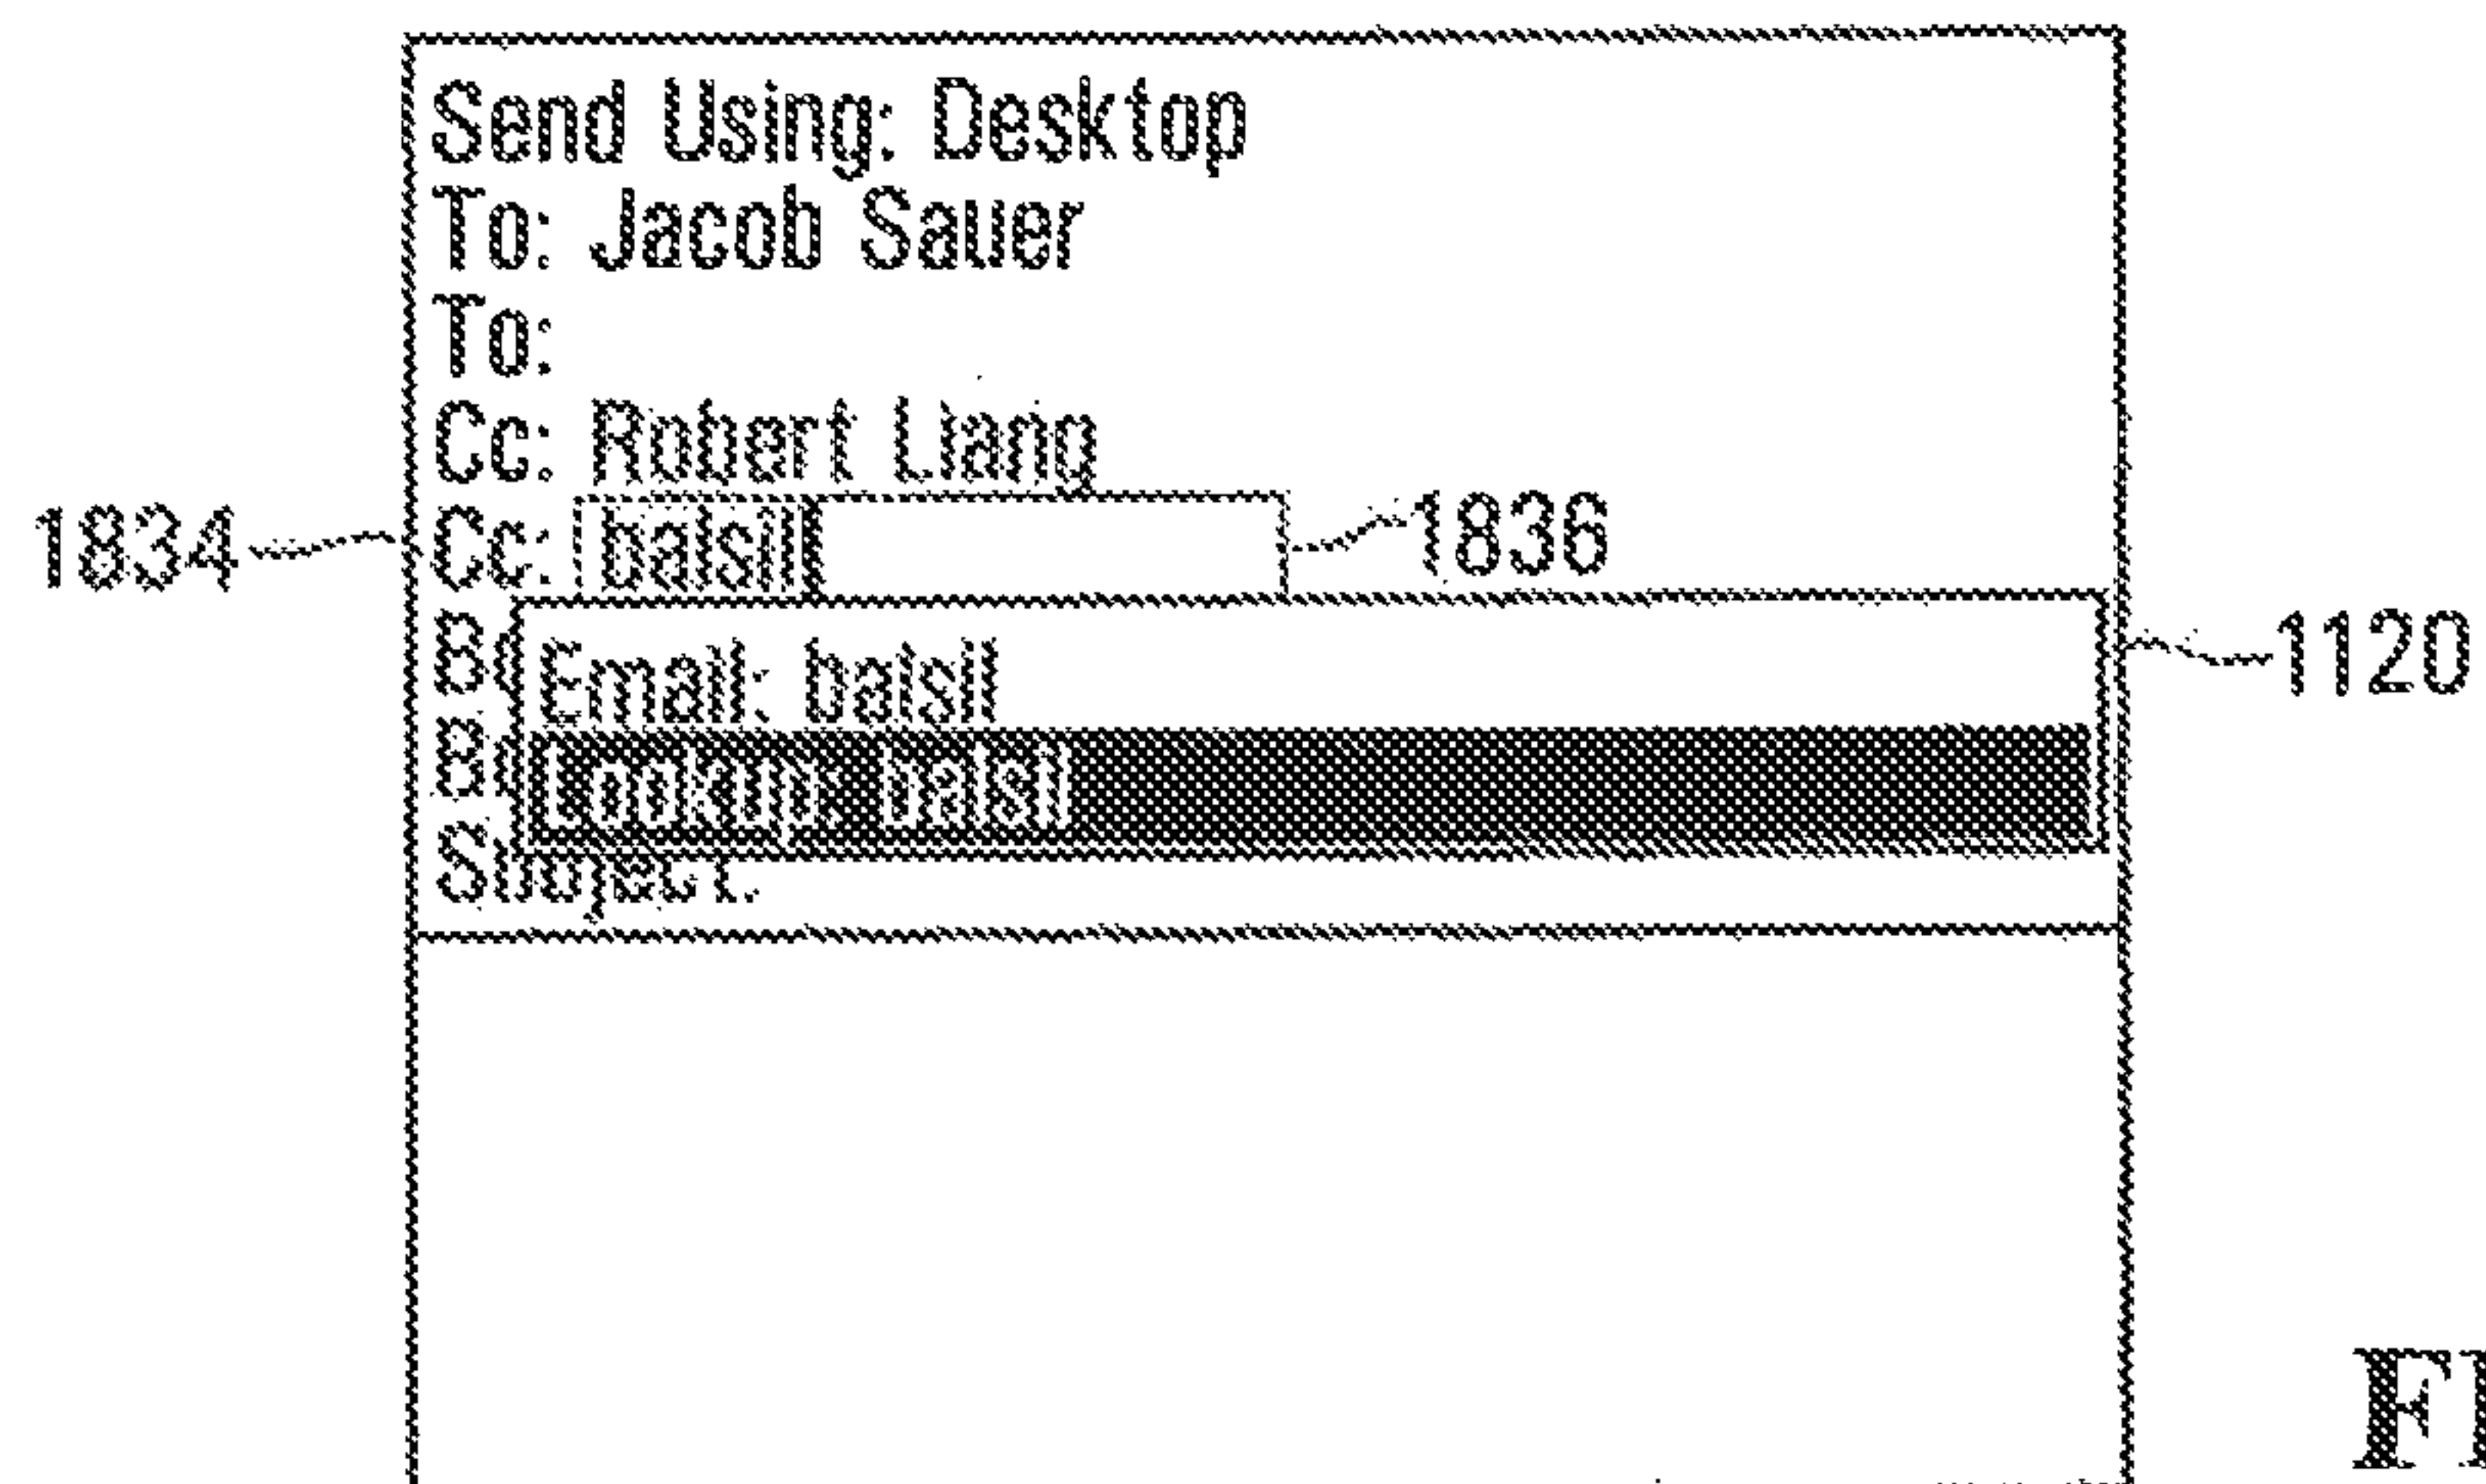 Send Using: Desktop
To: Jacob Sauer
To:
Cc: Robert Liang
1834 Cc: balsil 1836
Email: balsil 1120
Lookup: balsil
Subject: